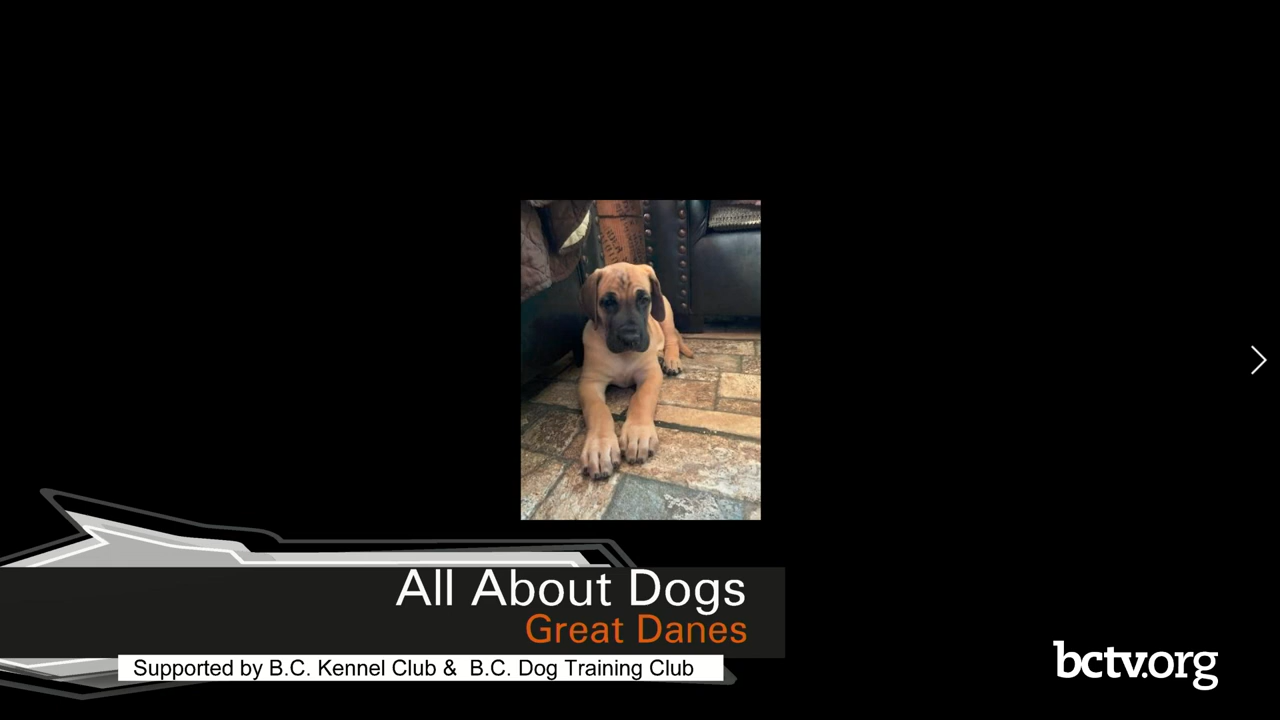 All About Dogs
Great Danes
Supported by B.C. Kennel Club & B.C. Dog Training Club
bctv.org